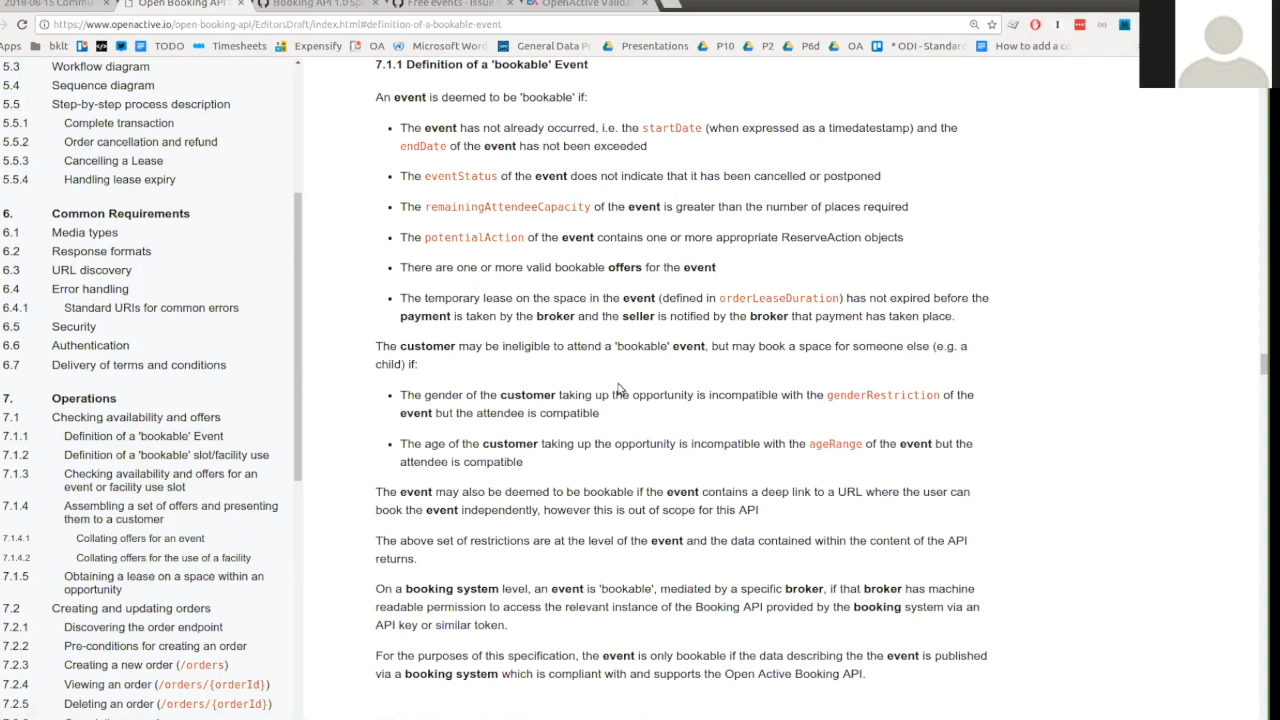 2018-08-15 Commu
Open Booking API
Booking API 1.0 Spe
Free events - Issue
OpenActive Validat
https://www.openactive.io/open-booking-api/EditorsDraft/index.html#definition-of-a-bookable-event
Apps bklt TODO Timesheets Expensify OA Microsoft Wor General Data Pr Presentations P10 P2 P6d OA * ODI - Standard How to add a co
5.3 Workflow diagram
5.4 Sequence diagram
5.5 Step-by-step process description
5.5.1 Complete transaction
5.5.2 Order cancellation and refund
5.5.3 Cancelling a Lease
5.5.4 Handling lease expiry
6. Common Requirements
6.1 Media types
6.2 Response formats
6.3 URL discovery
6.4 Error handling
6.4.1 Standard URIs for common errors
6.5 Security
6.6 Authentication
6.7 Delivery of terms and conditions
7. Operations
7.1 Checking availability and offers
7.1.1 Definition of a 'bookable' Event
7.1.2 Definition of a 'bookable' slot/facility use
7.1.3 Checking availability and offers for an
event or facility use slot
7.1.4 Assembling a set of offers and presenting
them to a customer
7.1.4.1 Collating offers for an event
7.1.4.2 Collating offers for the use of a facility
7.1.5 Obtaining a lease on a space within an
opportunity
7.2 Creating and updating orders
7.2.1 Discovering the order endpoint
7.2.2 Pre-conditions for creating an order
7.2.3 Creating a new order (/orders)
7.2.4 Viewing an order (/orders/{orderId})
7.2.5 Deleting an order (/orders/{orderId})
7.1.1 Definition of a 'bookable' Event
An event is deemed to be 'bookable' if:
• The event has not already occurred, i.e. the startDate (when expressed as a timedatestamp) and the
endDate of the event has not been exceeded
• The eventStatus of the event does not indicate that it has been cancelled or postponed
• The remainingAttendeeCapacity of the event is greater than the number of places required
• The potentialAction of the event contains one or more appropriate ReserveAction objects
• There are one or more valid bookable offers for the event
• The temporary lease on the space in the event (defined in orderLeaseDuration) has not expired before the
payment is taken by the broker and the seller is notified by the broker that payment has taken place.
The customer may be ineligible to attend a 'bookable' event, but may book a space for someone else (e.g. a
child) if:
• The gender of the customer taking up the opportunity is incompatible with the genderRestriction of the
event but the attendee is compatible
• The age of the customer taking up the opportunity is incompatible with the ageRange of the event but the
attendee is compatible
The event may also be deemed to be bookable if the event contains a deep link to a URL where the user can
book the event independently, however this is out of scope for this API
The above set of restrictions are at the level of the event and the data contained within the content of the API
returns.
On a booking system level, an event is 'bookable', mediated by a specific broker, if that broker has machine
readable permission to access the relevant instance of the Booking API provided by the booking system via an
API key or similar token.
For the purposes of this specification, the event is only bookable if the data describing the the event is published
via a booking system which is compliant with and supports the Open Active Booking API.